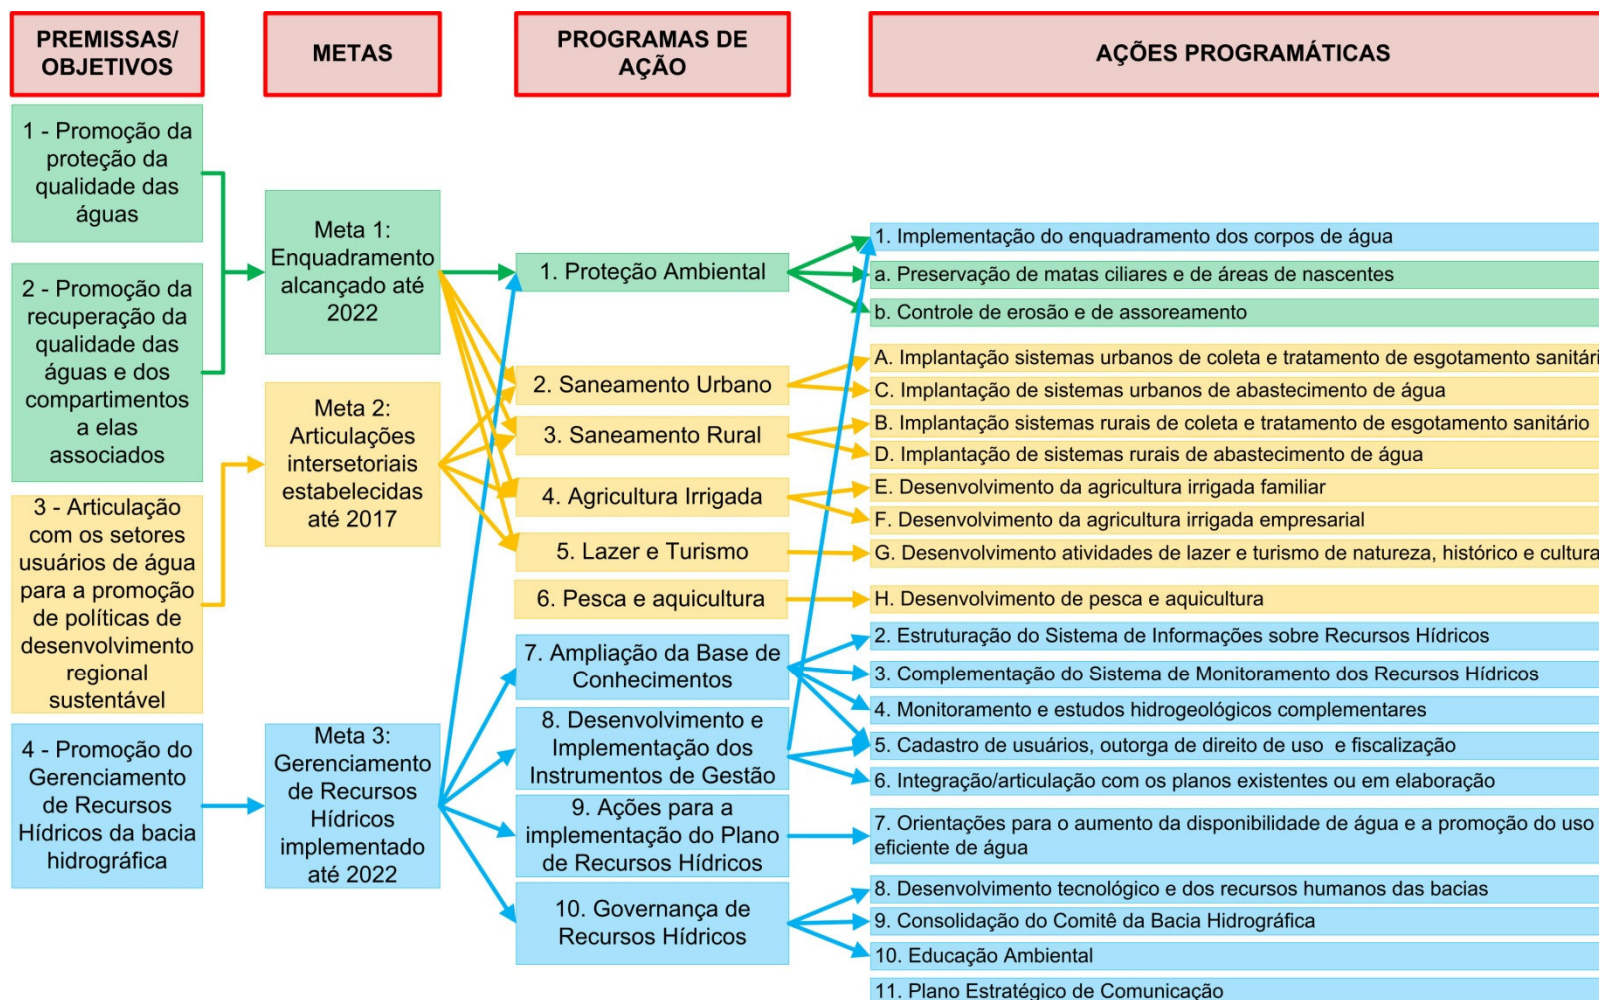 PREMISSAS/
OBJETIVOS
METAS
PROGRAMAS DE
AÇÃO
AÇÕES PROGRAMÁTICAS
1 - Promoção da
proteção da
qualidade das
águas
2 - Promoção da
recuperação da
qualidade das
águas e dos
compartimentos
a elas
associados
3 - Articulação
com os setores
usuários de água
para a promoção
de políticas de
desenvolvimento
regional
sustentável
4 - Promoção do
Gerenciamento
de Recursos
Hídricos da bacia
hidrográfica
Meta 1:
Enquadramento
alcançado até
2022
Meta 2:
Articulações
intersetoriais
estabelecidas
até 2017
Meta 3:
Gerenciamento
de Recursos
Hídricos
implementado
até 2022
1. Proteção Ambiental
2. Saneamento Urbano
3. Saneamento Rural
4. Agricultura Irrigada
5. Lazer e Turismo
6. Pesca e aquicultura
7. Ampliação da Base de
Conhecimentos
8. Desenvolvimento e
Implementação dos
Instrumentos de Gestão
9. Ações para a
implementação do Plano
de Recursos Hídricos
10. Governança de
Recursos Hídricos
1. Implementação do enquadramento dos corpos de água
a. Preservação de matas ciliares e de áreas de nascentes
b. Controle de erosão e de assoreamento
A. Implantação sistemas urbanos de coleta e tratamento de esgotamento sanitári
C. Implantação de sistemas urbanos de abastecimento de água
B. Implantação sistemas rurais de coleta e tratamento de esgotamento sanitário
D. Implantação de sistemas rurais de abastecimento de água
E. Desenvolvimento da agricultura irrigada familiar
F. Desenvolvimento da agricultura irrigada empresarial
G. Desenvolvimento atividades de lazer e turismo de natureza, histórico e cultura
H. Desenvolvimento de pesca e aquicultura
2. Estruturação do Sistema de Informações sobre Recursos Hídricos
3. Complementação do Sistema de Monitoramento dos Recursos Hídricos
4. Monitoramento e estudos hidrogeológicos complementares
5. Cadastro de usuários, outorga de direito de uso e fiscalização
6. Integração/articulação com os planos existentes ou em elaboração
7. Orientações para o aumento da disponibilidade de água e a promoção do uso
eficiente de água
8. Desenvolvimento tecnológico e dos recursos humanos das bacias
9. Consolidação do Comitê da Bacia Hidrográfica
10. Educação Ambiental
11. Plano Estratégico de Comunicação